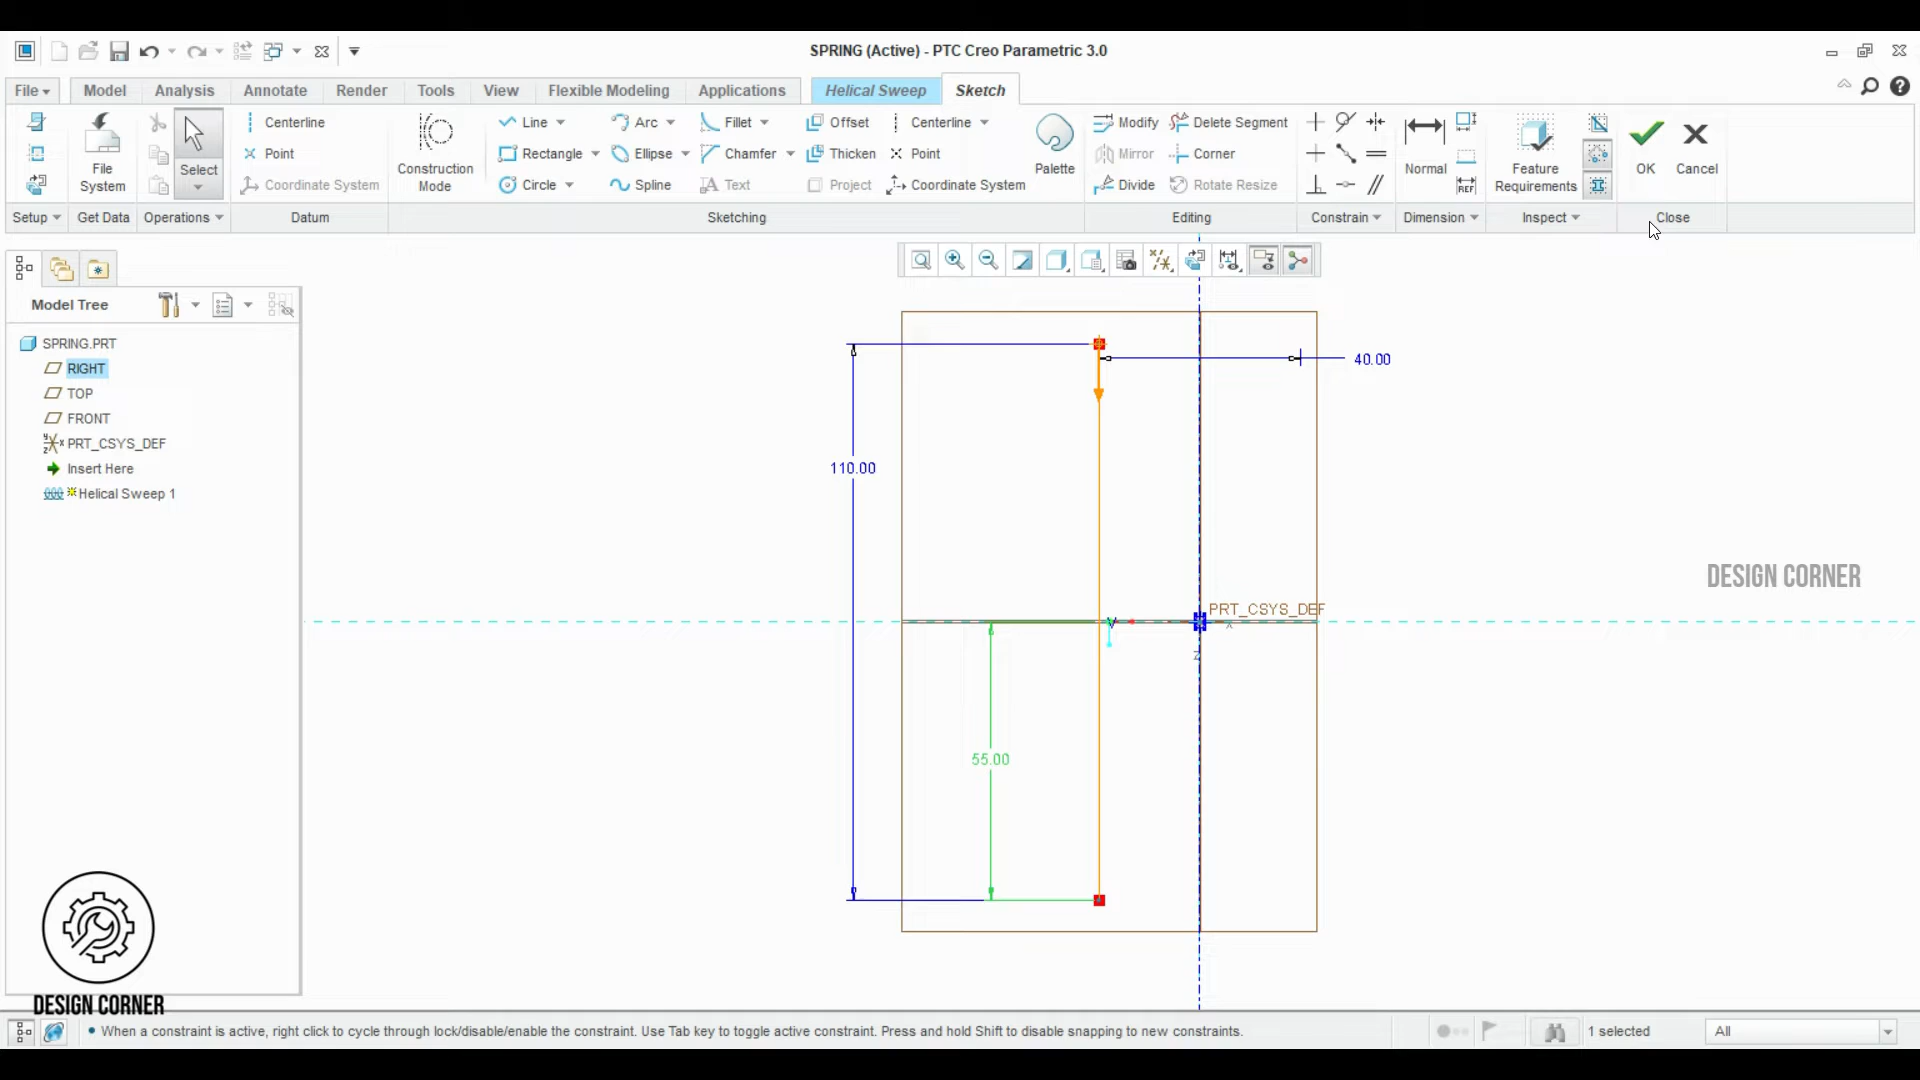 SPRING (Active) - PTC Creo Parametric 3.0
File Model Analysis Annotate Render Tools View Flexible Modeling Applications Helical Sweep Sketch
Centerline Line Arc Fillet Offset Centerline Modify Delete Segment
File System Select Point Construction Mode Rectangle Ellipse Chamfer Thicken Point Palette Mirror Corner Normal Feature Requirements OK Cancel
Coordinate System Circle Spline Text Project Coordinate System Divide Rotate Resize REF
Setup Get Data Operations Datum Sketching Editing Constrain Dimension Inspect Close
Model Tree
SPRING.PRT
RIGHT
TOP
FRONT
PRT_CSYS_DEF
Insert Here
Helical Sweep 1
40.00
110.00
PRT_CSYS_DEF
Z
55.00
DESIGN CORNER
DESIGN CORNER
• When a constraint is active, right click to cycle through lock/disable/enable the constraint. Use Tab key to toggle active constraint. Press and hold Shift to disable snapping to new constraints.
1 selected
All